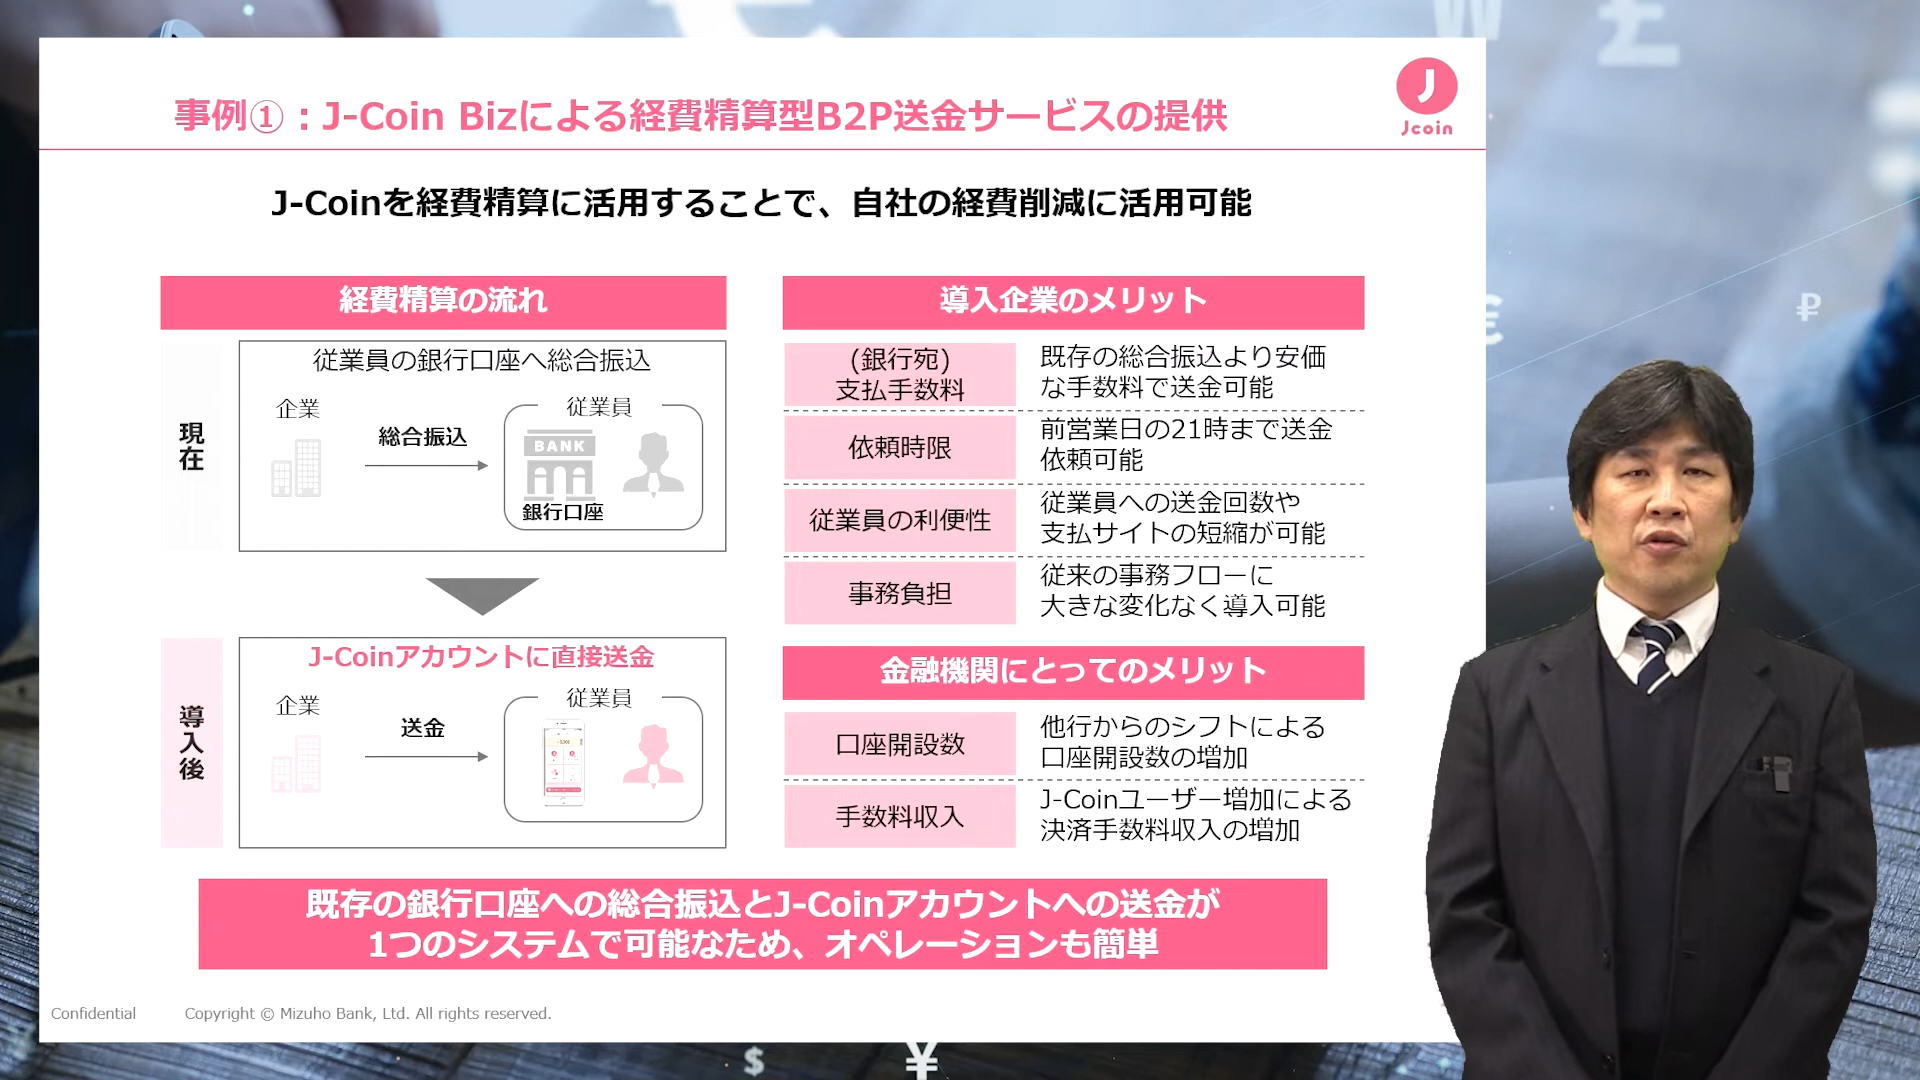 事例①：J-Coin Bizによる経費精算型B2P送金サービスの提供
J
Jcoin
J-Coinを経費精算に活用することで、自社の経費削減に活用可能
経費精算の流れ
現在
従業員の銀行口座へ総合振込
企業
総合振込
従業員
BANK
銀行口座
導入後
J-Coinアカウントに直接送金
企業
送金
従業員
導入企業のメリット
(銀行宛)
支払手数料
既存の総合振込より安価
な手数料で送金可能
依頼時限
前営業日の21時まで送金
依頼可能
従業員の利便性
従業員への送金回数や
支払サイトの短縮が可能
事務負担
従来の事務フローに
大きな変化なく導入可能
金融機関にとってのメリット
口座開設数
他行からのシフトによる
口座開設数の増加
手数料収入
J-Coinユーザー増加による
決済手数料収入の増加
既存の銀行口座への総合振込とJ-Coinアカウントへの送金が
1つのシステムで可能なため、オペレーションも簡単
Confidential
Copyright © Mizuho Bank, Ltd. All rights reserved.